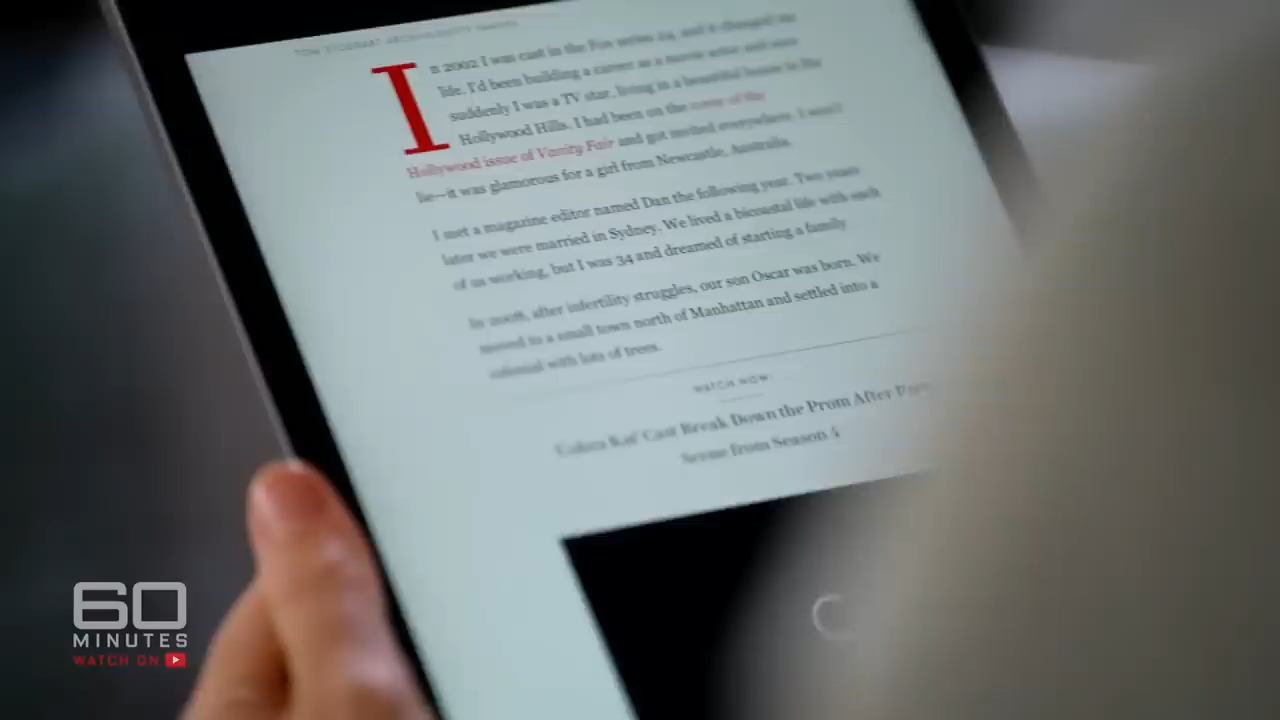 In 2002 I was cast in the Fox series 24, and it changed my
life. I'd been building a career as a movie actor and now
suddenly I was a TV star, living in a beautiful house in the
Hollywood Hills. I had been on the cover of the
Hollywood issue of Vanity Fair and got invited everywhere. I won't
lie—it was glamorous for a girl from Newcastle, Australia.
I met a magazine editor named Dan the following year. Two years
later we were married in Sydney. We lived a bicoastal life with each
of us working, but I was 34 and dreamed of starting a family.
In 2008, after infertility struggles, our son Oscar was born. We
moved to a small town north of Manhattan and settled into a
colonial with lots of trees.
WATCH NOW:
Cobra Kai' Cast Break Down the Prom After Party
Scene from Season 4
60
MINUTES
WATCH ON